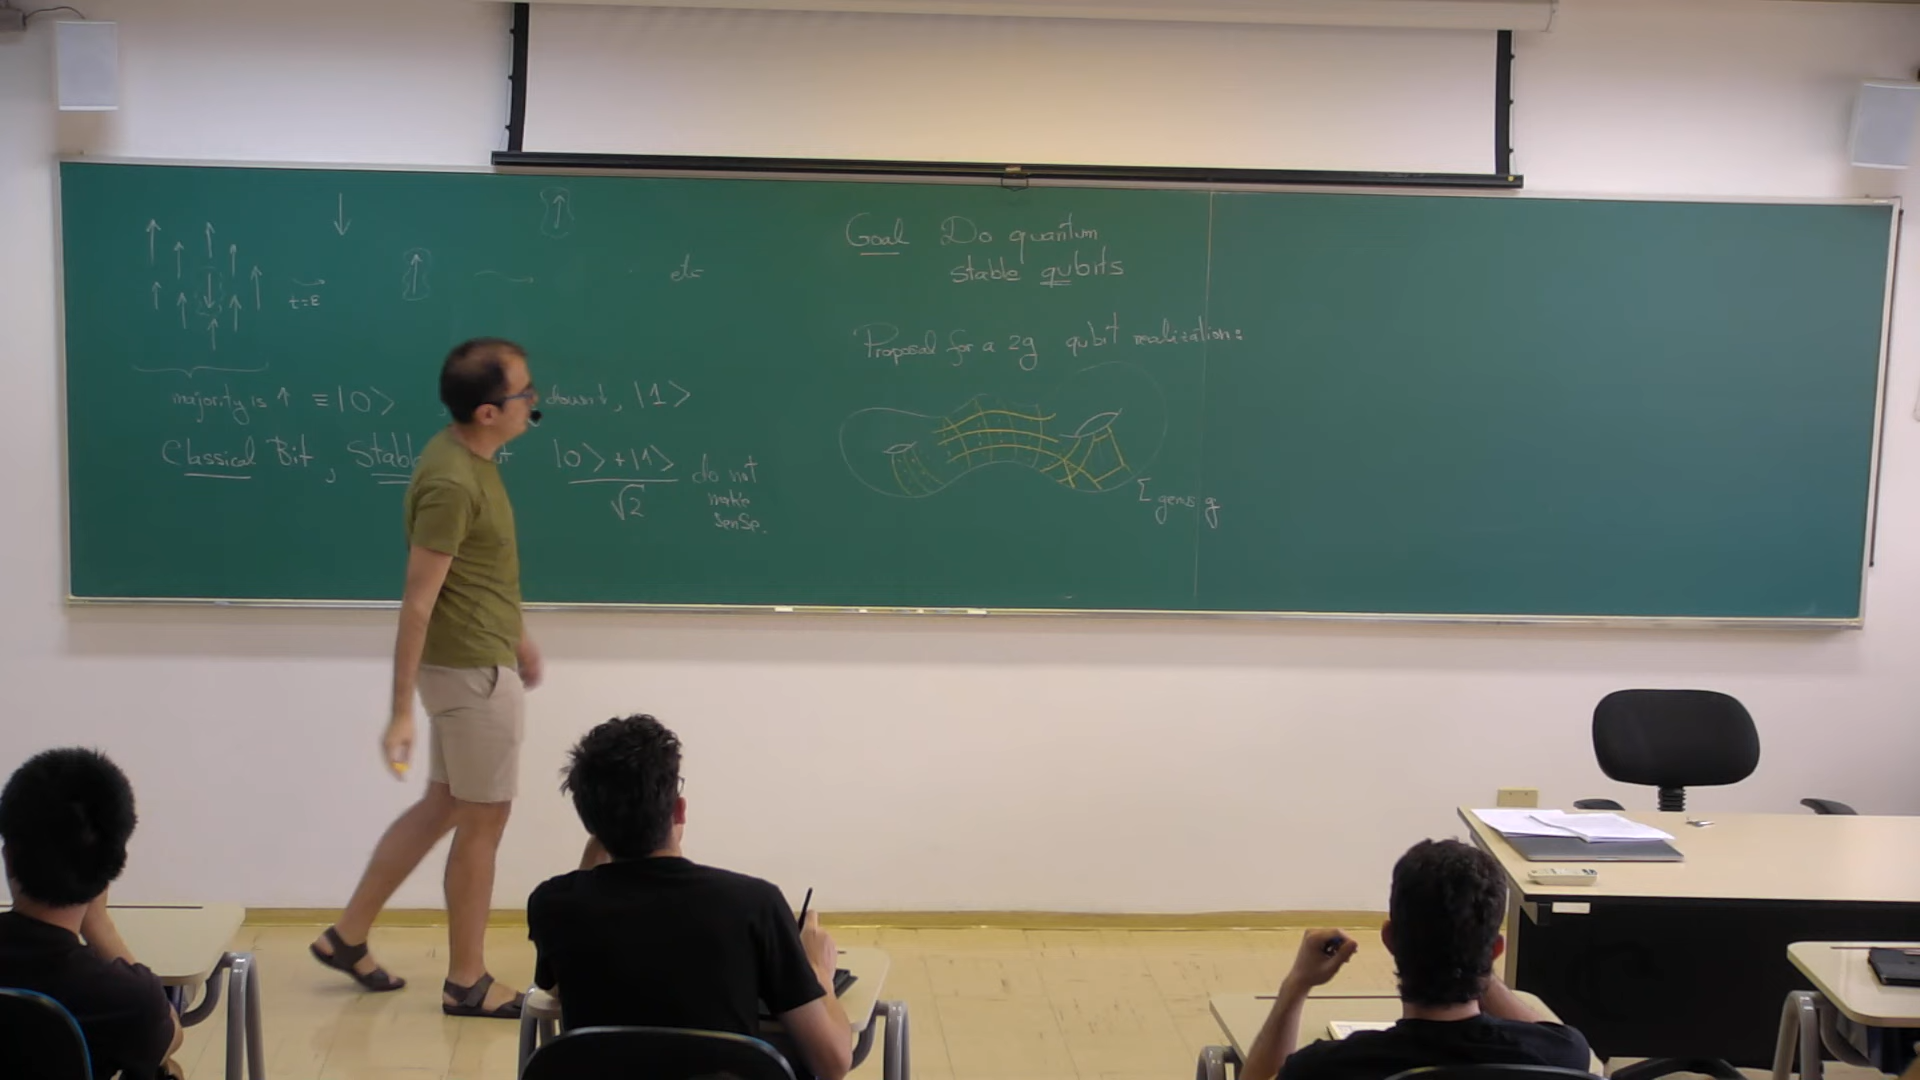 t=ε
etc
majority is ↑ ≡ |0⟩ , down↓, |1⟩
Classical Bit, Stable
|0⟩+|1⟩
√2
do not
make
sense.
Goal Do quantum
stable qubits
Proposal for a 2g qubit realization:
Σ genus g